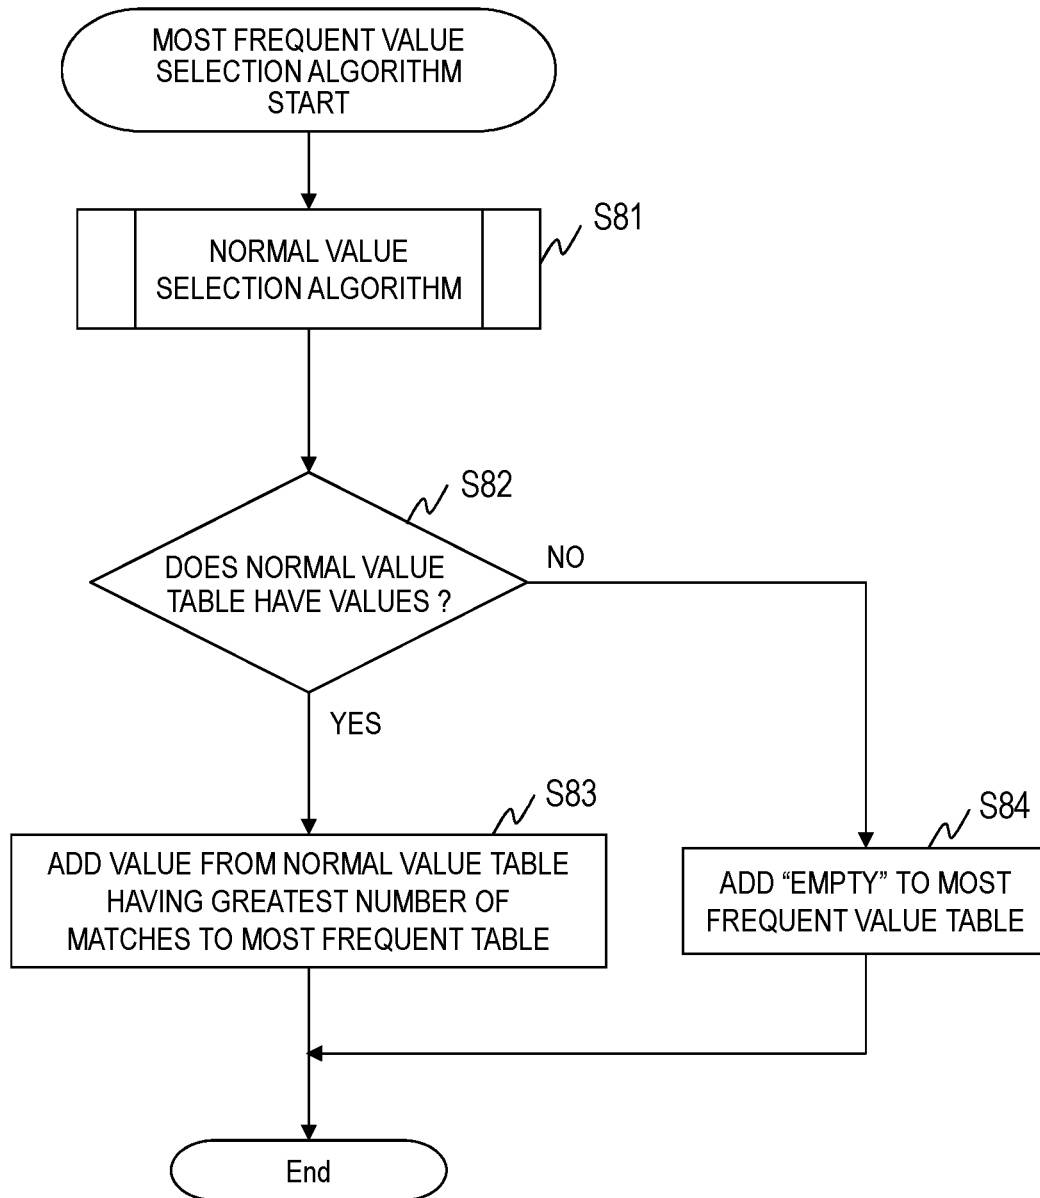 MOST FREQUENT VALUE
SELECTION ALGORITHM
START
S81
NORMAL VALUE
SELECTION ALGORITHM
S82
DOES NORMAL VALUE
TABLE HAVE VALUES ?
NO
YES
S83
ADD VALUE FROM NORMAL VALUE TABLE
HAVING GREATEST NUMBER OF
MATCHES TO MOST FREQUENT TABLE
S84
ADD “EMPTY” TO MOST
FREQUENT VALUE TABLE
End